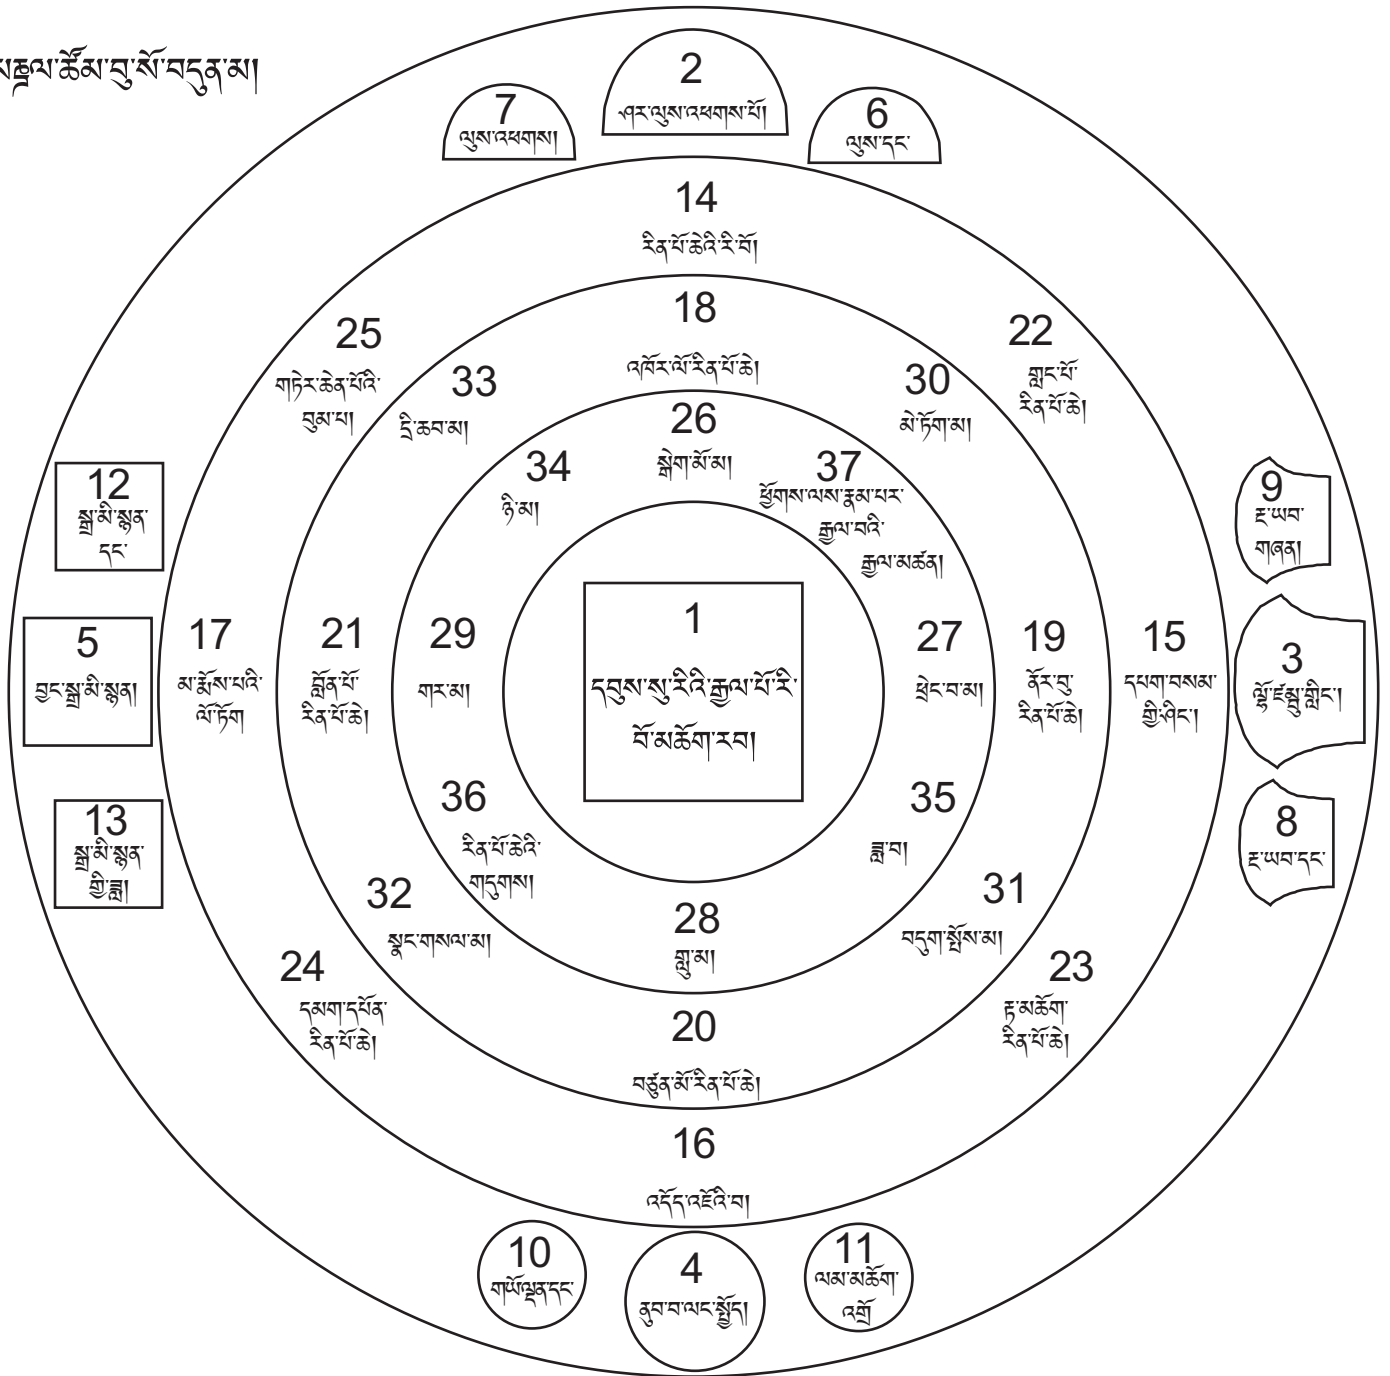 མཎྜལ་ཚོམ་བུ་སོ་བདུན་མ།
2
ཤར་ལུས་འཕགས་པོ།
7
ལུས་འཕགས།
6
ལུས་དང་
14
རིན་པོ་ཆེའི་རི་བོ།
25
གཏེར་ཆེན་པོའི་
བུམ་པ།
18
འཁོར་ལོ་རིན་པོ་ཆེ།
22
གླང་པོ་
རིན་པོ་ཆེ།
33
དྲི་ཆབ་མ།
30
མེ་ཏོག་མ།
26
སྒེག་མོ་མ།
34
ཉི་མ།
37
ཕྱོགས་ལས་རྣམ་པར་
རྒྱལ་བའི་
རྒྱལ་མཚན།
12
སྒྲ་མི་སྙན་
དང་
9
རྔ་ཡབ་
གཞན།
5
བྱང་སྒྲ་མི་སྙན།
17
མ་རྨོས་པའི་
ལོ་ཏོག
21
བློན་པོ་
རིན་པོ་ཆེ།
29
གར་མ།
1
དབུས་སུ་རིའི་རྒྱལ་པོ་རི་
བོ་མཆོག་རབ།
27
ཕྲེང་བ་མ།
19
ནོར་བུ་
རིན་པོ་ཆེ།
15
དཔག་བསམ་
གྱི་ཤིང་།
3
ལྷོ་ཛམྦུ་གླིང་།
13
སྒྲ་མི་སྙན་
གྱི་ཟླ།
36
རིན་པོ་ཆེའི་
གདུགས།
35
ཟླ་བ།
8
རྔ་ཡབ་དང་
32
སྣང་གསལ་མ།
28
གླུ་མ།
31
བདུག་སྤོས་མ།
24
དམག་དཔོན་
རིན་པོ་ཆེ།
23
རྟ་མཆོག་
རིན་པོ་ཆེ།
20
བཙུན་མོ་རིན་པོ་ཆེ།
16
འདོད་འཇོའི་བ།
10
གཡོ་ལྡན་དང་
4
ནུབ་བ་ལང་སྤྱོད།
11
ལམ་མཆོག་
འགྲོ